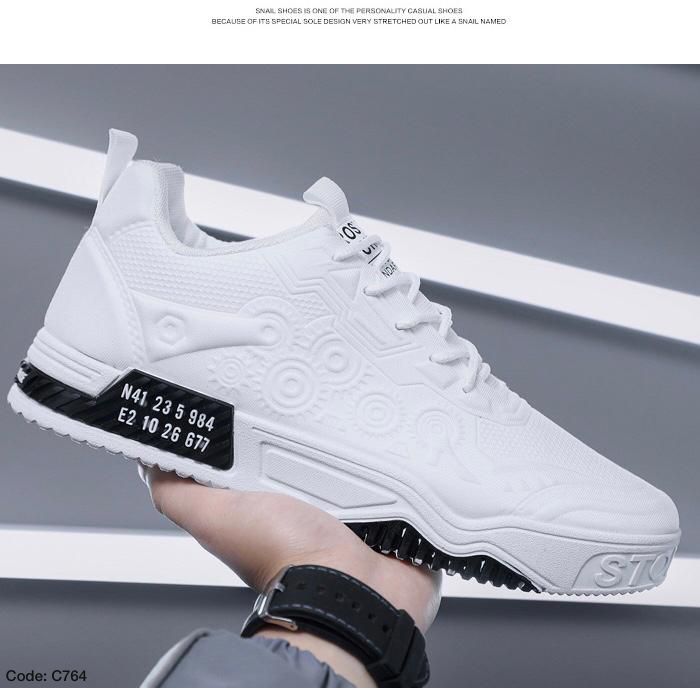 SNAIL SHOES IS ONE OF THE PERSONALITY CASUAL SHOES
BECAUSE OF ITS SPECIAL SOLE DESIGN VERY STRETCHED OUT LIKE A SNAIL NAMED
N41 23 5 984
E2 10 26 677
Code: C764